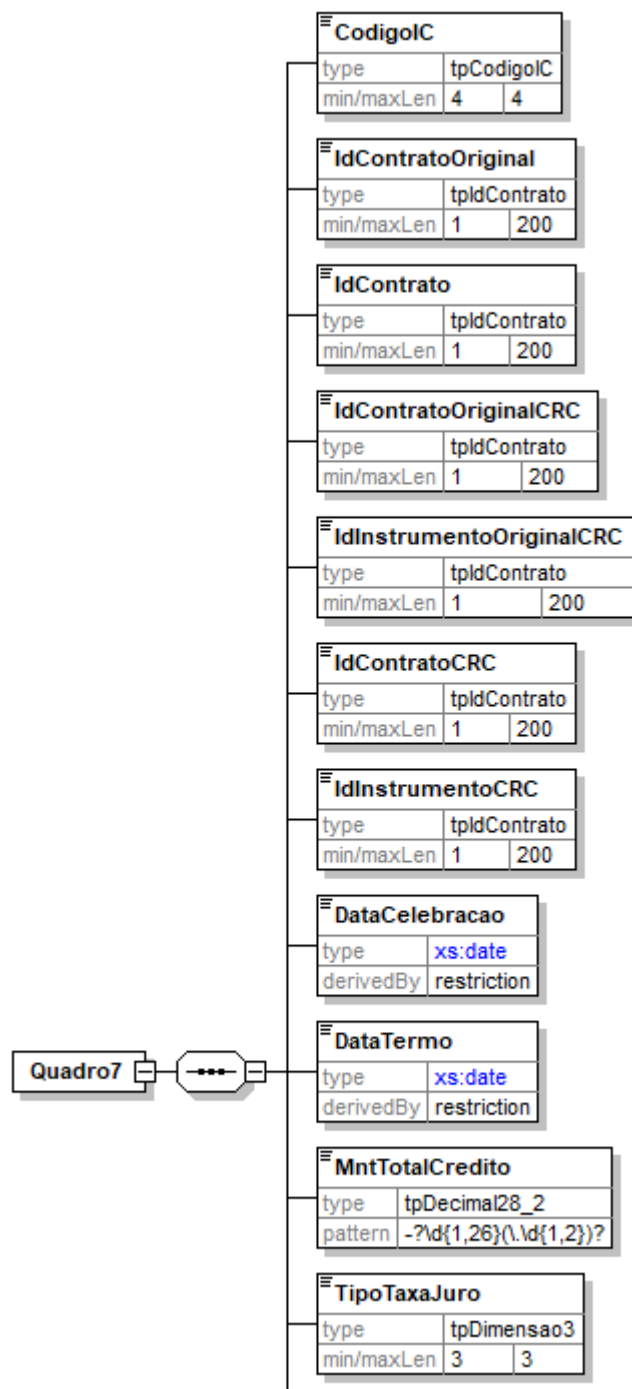 CodigoIC
type tpCodigoIC
min/maxLen 4 4
IdContratoOriginal
type tpIdContrato
min/maxLen 1 200
IdContrato
type tpIdContrato
min/maxLen 1 200
IdContratoOriginalCRC
type tpIdContrato
min/maxLen 1 200
IdInstrumentoOriginalCRC
type tpIdContrato
min/maxLen 1 200
IdContratoCRC
type tpIdContrato
min/maxLen 1 200
IdInstrumentoCRC
type tpIdContrato
min/maxLen 1 200
DataCelebracao
type xs:date
derivedBy restriction
Quadro7
DataTermo
type xs:date
derivedBy restriction
MntTotalCredito
type tpDecimal28_2
pattern -?\d{1,26}(\.\d{1,2})?
TipoTaxaJuro
type tpDimensao3
min/maxLen 3 3